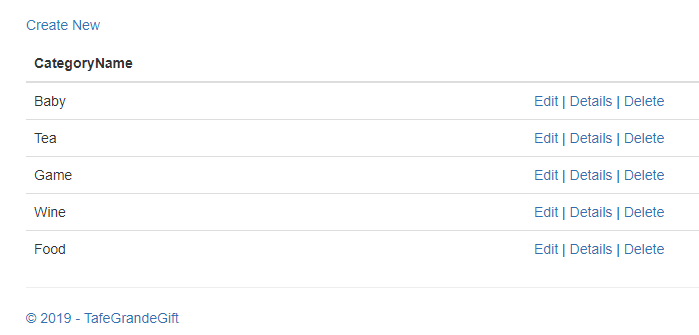 Create New
CategoryName
Baby Edit | Details | Delete
Tea Edit | Details | Delete
Game Edit | Details | Delete
Wine Edit | Details | Delete
Food Edit | Details | Delete
© 2019 - TafeGrandeGift